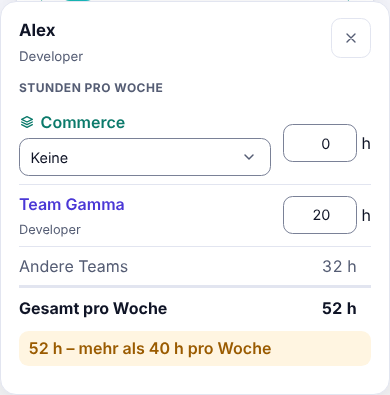 Alex
Developer
STUNDEN PRO WOCHE
Commerce
Keine
0 h
Team Gamma
Developer
20 h
Andere Teams 32 h
Gesamt pro Woche 52 h
52 h – mehr als 40 h pro Woche